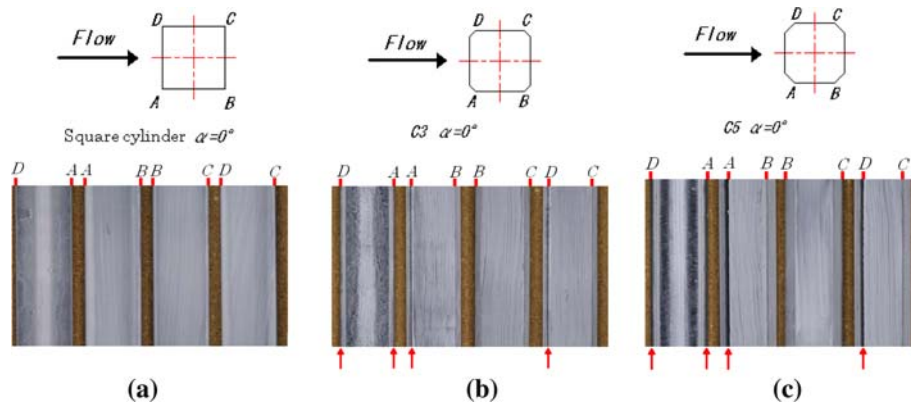 D C
Flow
A B
Square cylinder α=0°
D A A B B C D C
(a)
D C
Flow
A B
C3 α=0°
D A A B B C D C
(b)
D C
Flow
A B
C5 α=0°
D A A B B C D C
(c)